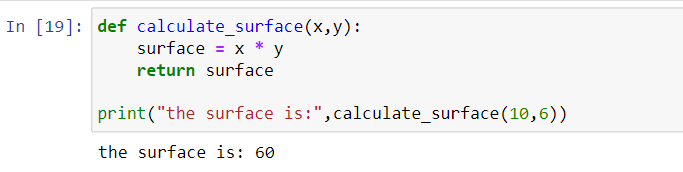 In [19]: def calculate_surface(x,y):
    surface = x * y
    return surface

print("the surface is:",calculate_surface(10,6))
the surface is: 60